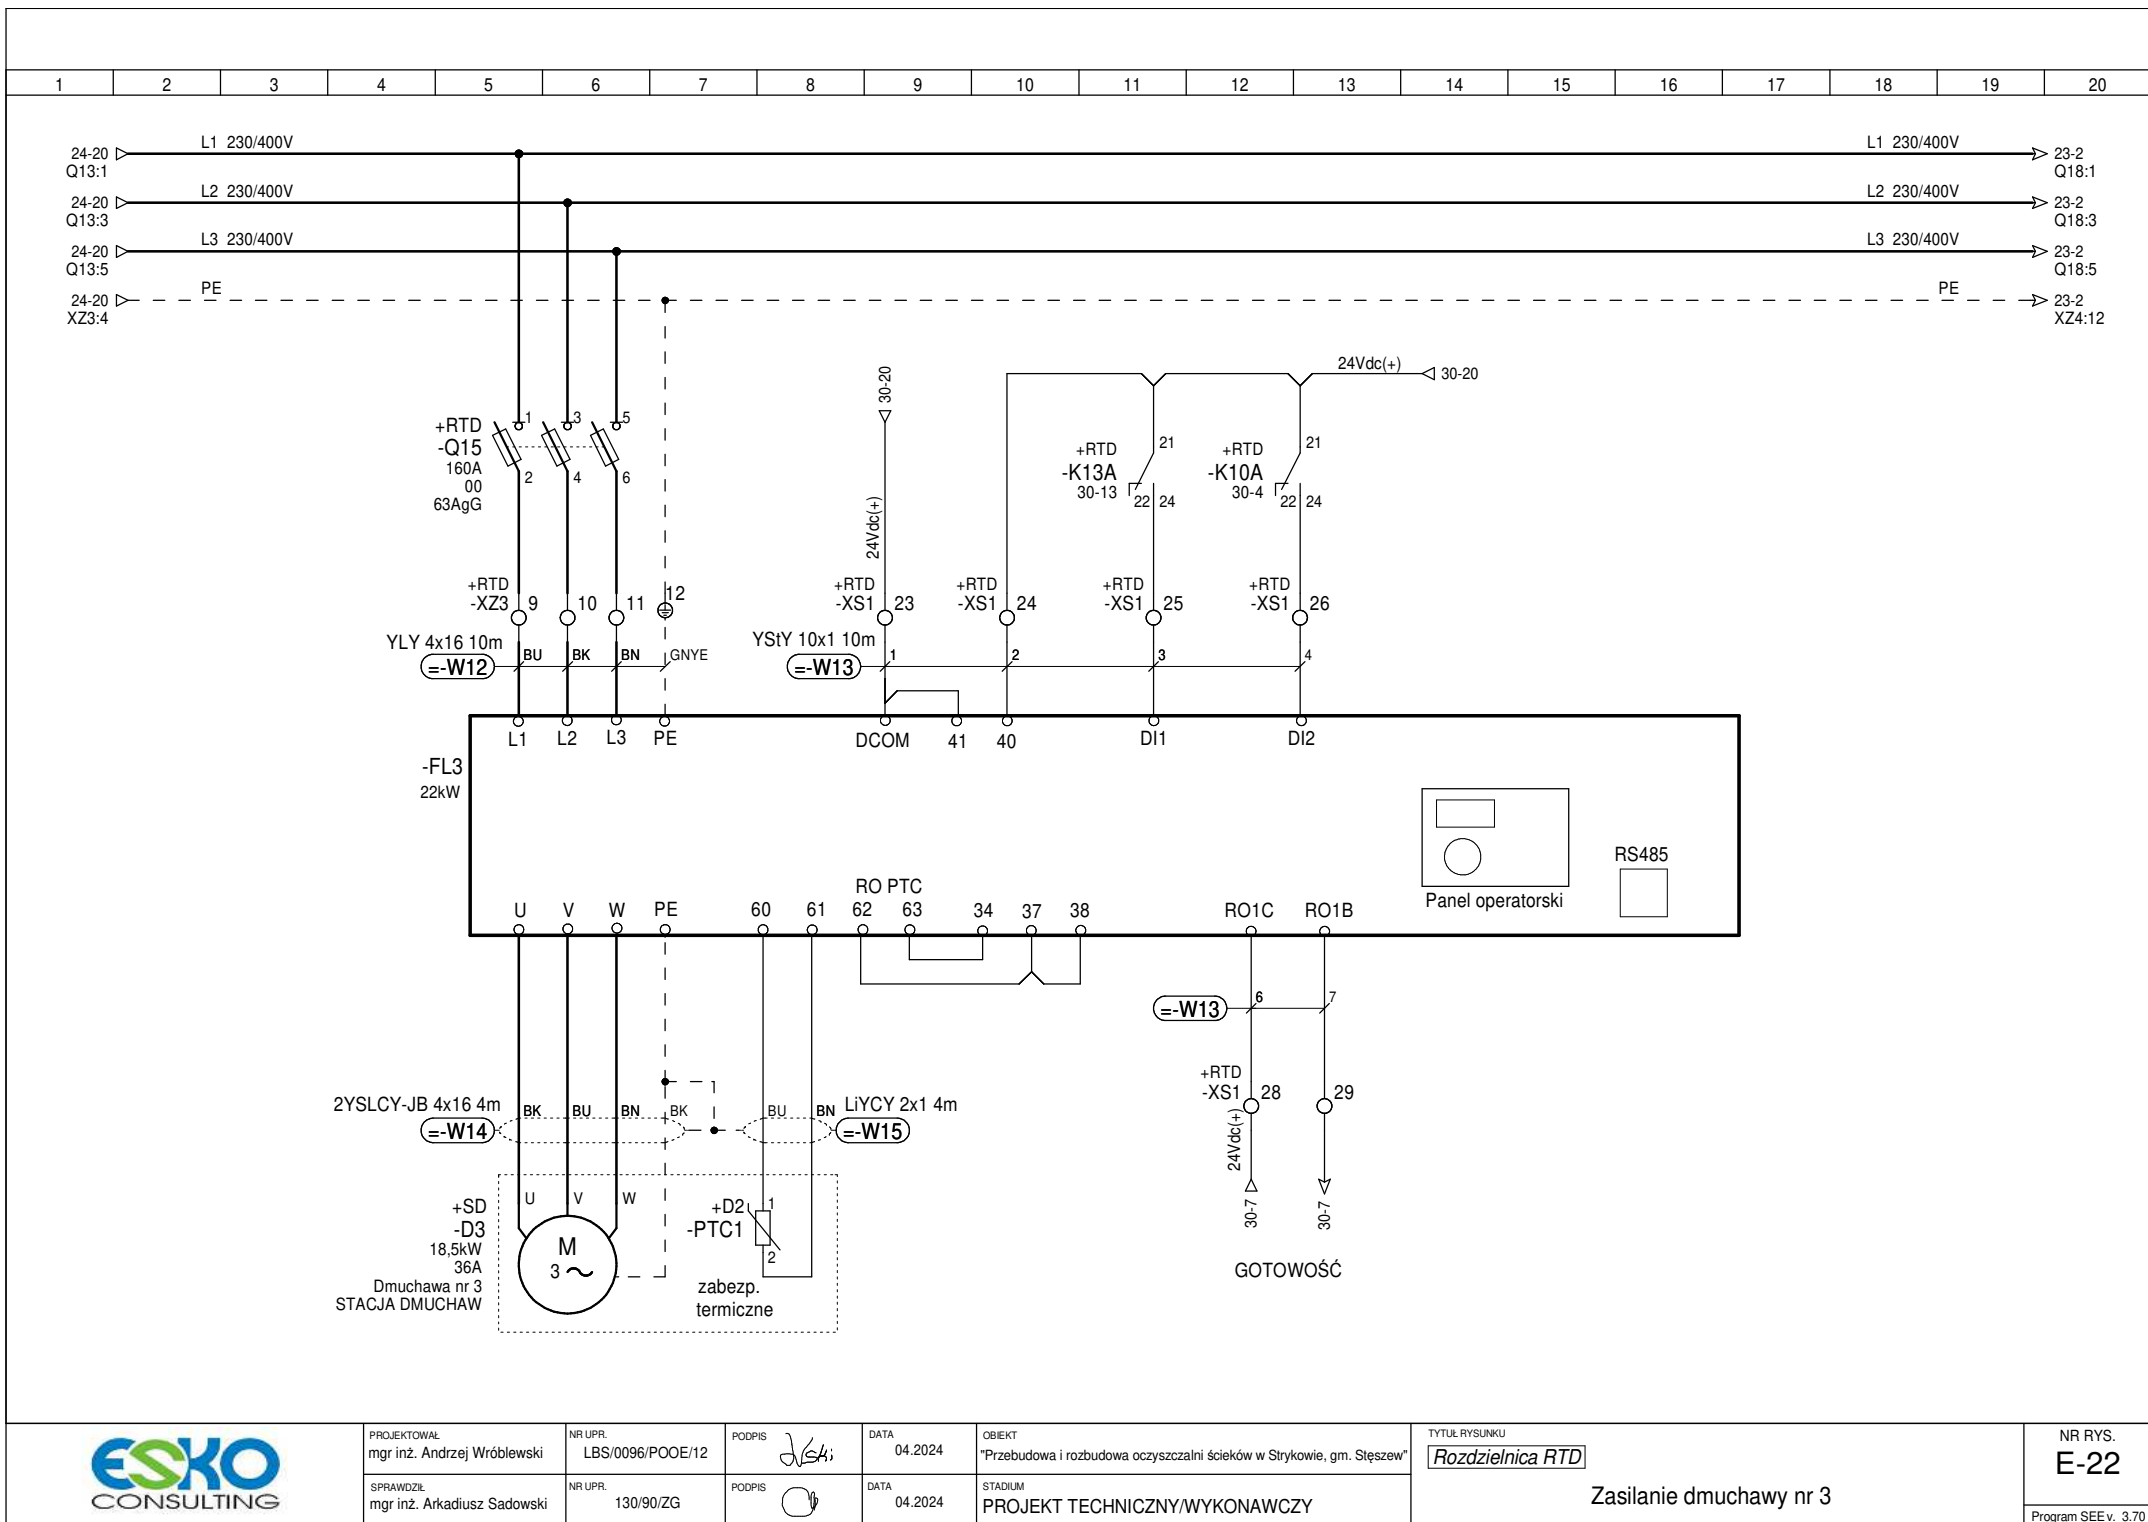 1 2 3 4 5 6 7 8 9 10 11 12 13 14 15 16 17 18 19 20
L1 230/400V L1 230/400V
24-20 23-2
Q13:1 Q18:1
L2 230/400V L2 230/400V
24-20 23-2
Q13:3 Q18:3
L3 230/400V L3 230/400V
24-20 23-2
Q13:5 Q18:5
PE PE
24-20 23-2
XZ3:4 XZ4:12
24Vdc(+) 30-20
30-20
24Vdc(+)
+RTD 1 3 5
-Q15
160A 2 4 6
00
63AgG
+RTD 21
-K13A
30-13 22 24
+RTD 21
-K10A
30-4 22 24
+RTD
-XZ3 9 10 11 12
+RTD
-XS1 23
+RTD
-XS1 24
+RTD
-XS1 25
+RTD
-XS1 26
YLY 4x16 10m
=-W12 BU BK BN GNYE
YStY 10x1 10m
=-W13 1 2 3 4
L1 L2 L3 PE DCOM 41 40 DI1 DI2
-FL3
22kW
RS485
Panel operatorski
RO PTC
U V W PE 60 61 62 63 34 37 38 RO1C RO1B
=-W13 6 7
+RTD
-XS1 28 29
24Vdc(+)
30-7 30-7
GOTOWOŚĆ
2YSLCY-JB 4x16 4m BK BU BN BK
=-W14
BU BN LiYCY 2x1 4m
=-W15
U V W
+SD
-D3
18,5kW
36A
Dmuchawa nr 3
STACJA DMUCHAW
M
3
+D2 1
-PTC1
2
zabezp.
termiczne
ESKO
CONSULTING
PROJEKTOWAŁ
mgr inż. Andrzej Wróblewski
NR UPR.
LBS/0096/POOE/12
PODPIS
DATA
04.2024
OBIEKT
"Przebudowa i rozbudowa oczyszczalni ścieków w Strykowie, gm. Stęszew"
SPRAWDZIŁ
mgr inż. Arkadiusz Sadowski
NR UPR.
130/90/ZG
PODPIS
DATA
04.2024
STADIUM
PROJEKT TECHNICZNY/WYKONAWCZY
TYTUŁ RYSUNKU
Rozdzielnica RTD
Zasilanie dmuchawy nr 3
NR RYS.
E-22
Program SEE v. 3.70